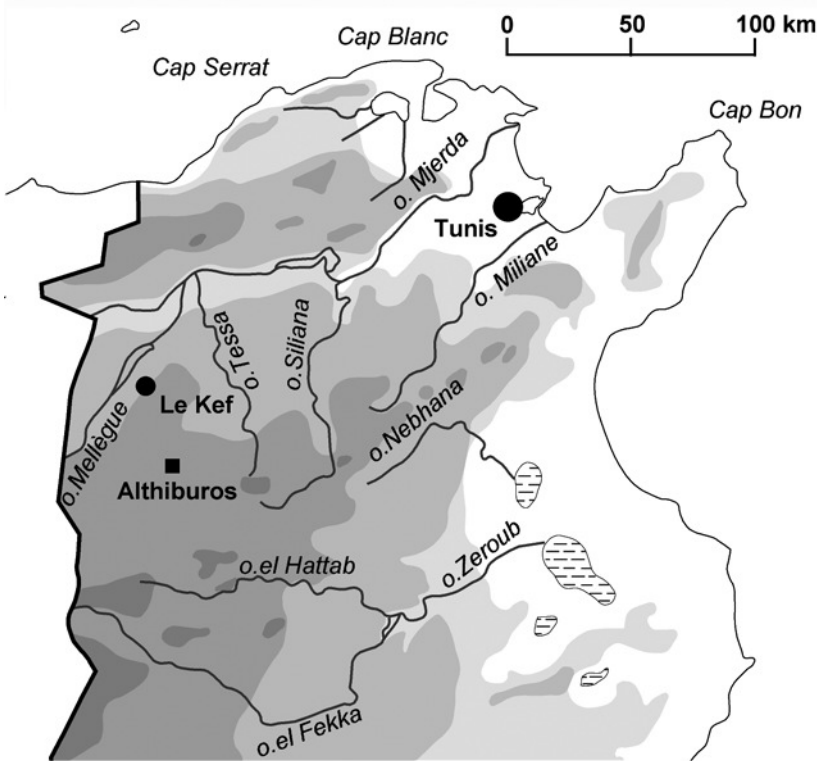 0 50 100 km
Cap Blanc
Cap Serrat
Cap Bon
o. Mjerda
Tunis
o. Miliane
o.Tessa
o.Siliana
Le Kef
o.Nebhana
o.Mellègue
Althiburos
o.el Hattab
o.Zeroub
o.el Fekka